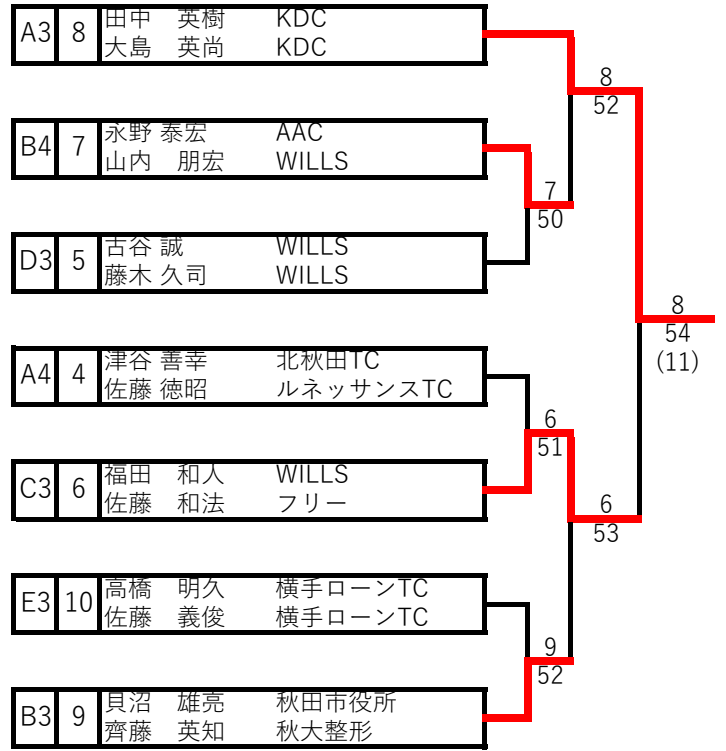 A3 8 田中 英樹 KDC
大島 英尚 KDC
8
52
B4 7 永野 泰宏 AAC
山内 朋宏 WILLS
7
50
D3 5 古谷 誠 WILLS
藤木 久司 WILLS
8
54
(11)
A4 4 津谷 善幸 北秋田TC
佐藤 徳昭 ルネッサンスTC
6
51
C3 6 福田 和人 WILLS
佐藤 和法 フリー
6
53
E3 10 高橋 明久 横手ローンTC
佐藤 義俊 横手ローンTC
9
52
B3 9 貝沼 雄亮 秋田市役所
齊藤 英知 秋大整形